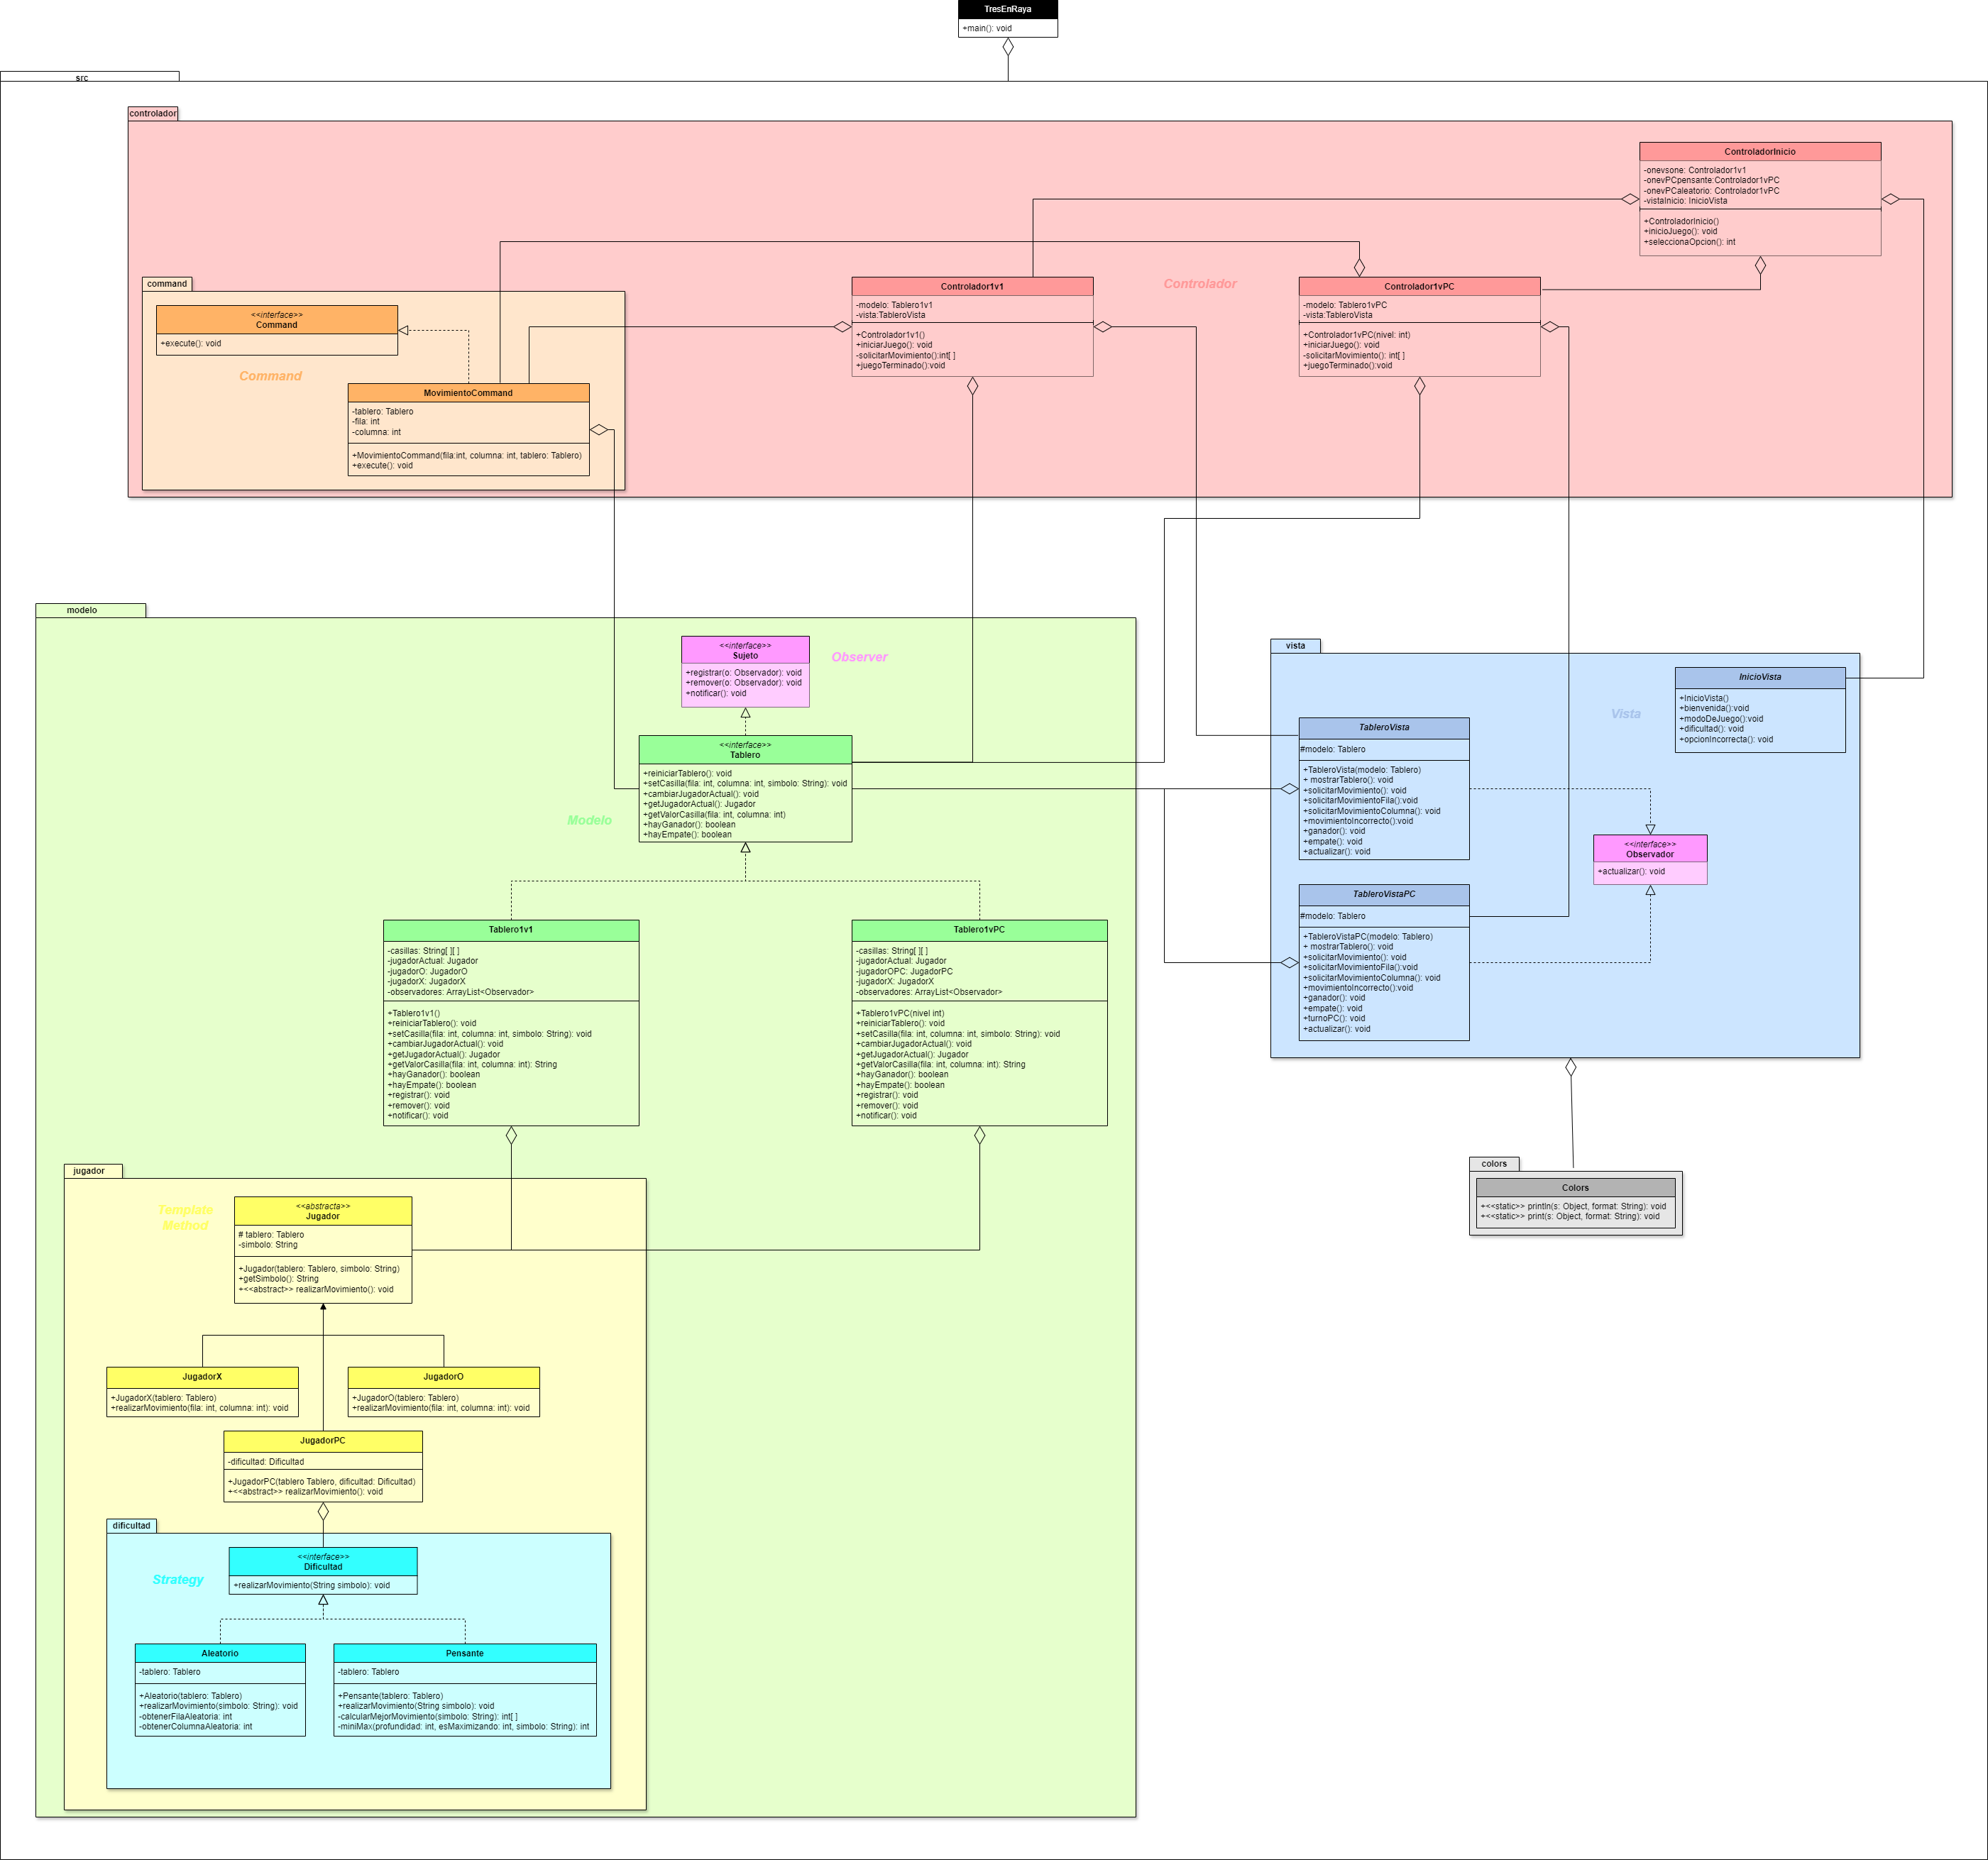 TresEnRaya
+main(): void
src
controlador
ControladorInicio
-onevsone: Controlador1v1
-onevPCpensante:Controlador1vPC
-onevPCaleatorio: Controlador1vPC
-vistaInicio: InicioVista
+ControladorInicio()
+inicioJuego(): void
+seleccionaOpcion(): int
command
<<interface>>
Command
+execute(): void
Command
MovimientoCommand
-tablero: Tablero
-fila: int
-columna: int
+MovimientoCommand(fila:int, columna: int, tablero: Tablero)
+execute(): void
Controlador1v1
-modelo: Tablero1v1
-vista:TableroVista
+Controlador1v1()
+iniciarJuego(): void
-solicitarMovimiento():int[ ]
+juegoTerminado():void
Controlador
Controlador1vPC
-modelo: Tablero1vPC
-vista:TableroVista
+Controlador1vPC(nivel: int)
+iniciarJuego(): void
-solicitarMovimiento(): int[ ]
+juegoTerminado():void
modelo
<<interface>>
Sujeto
+registrar(o: Observador): void
+remover(o: Observador): void
+notificar(): void
Observer
<<interface>>
Tablero
+reiniciarTablero(): void
+setCasilla(fila: int, columna: int, simbolo: String): void
+cambiarJugadorActual(): void
+getJugadorActual(): Jugador
+getValorCasilla(fila: int, columna: int)
+hayGanador(): boolean
+hayEmpate(): boolean
Modelo
Tablero1v1
-casillas: String[ ][ ]
-jugadorActual: Jugador
-jugadorO: JugadorO
-jugadorX: JugadorX
-observadores: ArrayList<Observador>
+Tablero1v1()
+reiniciarTablero(): void
+setCasilla(fila: int, columna: int, simbolo: String): void
+cambiarJugadorActual(): void
+getJugadorActual(): Jugador
+getValorCasilla(fila: int, columna: int): String
+hayGanador(): boolean
+hayEmpate(): boolean
+registrar(): void
+remover(): void
+notificar(): void
Tablero1vPC
-casillas: String[ ][ ]
-jugadorActual: Jugador
-jugadorOPC: JugadorPC
-jugadorX: JugadorX
-observadores: ArrayList<Observador>
+Tablero1vPC(nivel int)
+reiniciarTablero(): void
+setCasilla(fila: int, columna: int, simbolo: String): void
+cambiarJugadorActual(): void
+getJugadorActual(): Jugador
+getValorCasilla(fila: int, columna: int): String
+hayGanador(): boolean
+hayEmpate(): boolean
+registrar(): void
+remover(): void
+notificar(): void
vista
InicioVista
+InicioVista()
+bienvenida():void
+modoDeJuego():void
+dificultad(): void
+opcionIncorrecta(): void
Vista
TableroVista
#modelo: Tablero
+TableroVista(modelo: Tablero)
+ mostrarTablero(): void
+solicitarMovimiento(): void
+solicitarMovimientoFila():void
+solicitarMovimientoColumna(): void
+movimientoIncorrecto():void
+ganador(): void
+empate(): void
+actualizar(): void
<<interface>>
Observador
+actualizar(): void
TableroVistaPC
#modelo: Tablero
+TableroVistaPC(modelo: Tablero)
+ mostrarTablero(): void
+solicitarMovimiento(): void
+solicitarMovimientoFila():void
+solicitarMovimientoColumna(): void
+movimientoIncorrecto():void
+ganador(): void
+empate(): void
+turnoPC(): void
+actualizar(): void
colors
Colors
+<<static>> println(s: Object, format: String): void
+<<static>> print(s: Object, format: String): void
jugador
Template
Method
<<abstracta>>
Jugador
# tablero: Tablero
-simbolo: String
+Jugador(tablero: Tablero, simbolo: String)
+getSimbolo(): String
+<<abstract>> realizarMovimiento(): void
JugadorX
+JugadorX(tablero: Tablero)
+realizarMovimiento(fila: int, columna: int): void
JugadorO
+JugadorO(tablero: Tablero)
+realizarMovimiento(fila: int, columna: int): void
JugadorPC
-dificultad: Dificultad
+JugadorPC(tablero Tablero, dificultad: Dificultad)
+<<abstract>> realizarMovimiento(): void
dificultad
<<interface>>
Dificultad
+realizarMovimiento(String simbolo): void
Strategy
Aleatorio
-tablero: Tablero
+Aleatorio(tablero: Tablero)
+realizarMovimiento(simbolo: String): void
-obtenerFilaAleatoria: int
-obtenerColumnaAleatoria: int
Pensante
-tablero: Tablero
+Pensante(tablero: Tablero)
+realizarMovimiento(String simbolo): void
-calcularMejorMovimiento(simbolo: String): int[ ]
-miniMax(profundidad: int, esMaximizando: int, simbolo: String): int